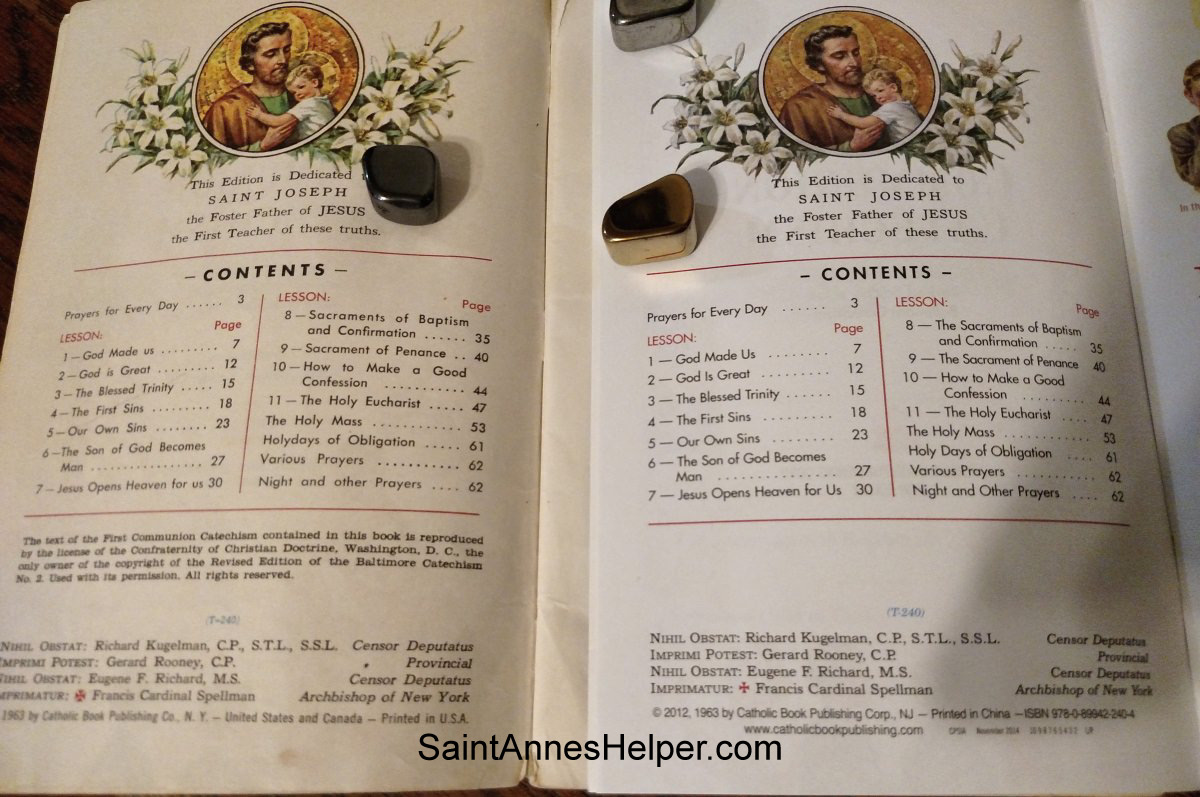 This Edition is Dedicated
SAINT JOSEPH
the Foster Father of JESUS
the First Teacher of these truths.
– CONTENTS –
Prayers for Every Day ...... 3
LESSON:
Page
1 — God Made us ......... 7
2 — God is Great ......... 12
3 — The Blessed Trinity ..... 15
4 — The First Sins ......... 18
5 — Our Own Sins ........ 23
6 — The Son of God Becomes
Man ................ 27
7 — Jesus Opens Heaven for us 30
LESSON:
Page
8 — Sacraments of Baptism
and Confirmation ...... 35
9 — Sacrament of Penance .. 40
10 — How to Make a Good
Confession ........... 44
11 — The Holy Eucharist ..... 47
The Holy Mass ............ 53
Holydays of Obligation ..... 61
Various Prayers ........... 62
Night and other Prayers .... 62
The text of the First Communion Catechism contained in this book is reproduced
by the license of the Confraternity of Christian Doctrine, Washington, D. C., the
only owner of the copyright of the Revised Edition of the Baltimore Catechism
No. 2. Used with its permission. All rights reserved.
(T-240)
NIHIL OBSTAT: Richard Kugelman, C.P., S.T.L., S.S.L. Censor Deputatus
IMPRIMI POTEST: Gerard Rooney, C.P. Provincial
NIHIL OBSTAT: Eugene F. Richard, M.S. Censor Deputatus
IMPRIMATUR: ✠ Francis Cardinal Spellman Archbishop of New York
1963 by Catholic Book Publishing Co., N. Y. – United States and Canada – Printed in U.S.A.
This Edition is Dedicated to
SAINT JOSEPH
the Foster Father of JESUS
the First Teacher of these truths.
– CONTENTS –
Prayers for Every Day ...... 3
LESSON:
Page
1 — God Made Us ......... 7
2 — God Is Great ......... 12
3 — The Blessed Trinity ...... 15
4 — The First Sins ......... 18
5 — Our Own Sins ........ 23
6 — The Son of God Becomes
Man ................ 27
7 — Jesus Opens Heaven for Us 30
LESSON:
Page
8 — The Sacraments of Baptism
and Confirmation ..... 35
9 — The Sacrament of Penance 40
10 — How to Make a Good
Confession ......... 44
11 — The Holy Eucharist ..... 47
The Holy Mass ............ 53
Holy Days of Obligation .... 61
Various Prayers ........... 62
Night and Other Prayers .... 62
(T-240)
NIHIL OBSTAT: Richard Kugelman, C.P., S.T.L., S.S.L. Censor Deputatus
IMPRIMI POTEST: Gerard Rooney, C.P. Provincial
NIHIL OBSTAT: Eugene F. Richard, M.S. Censor Deputatus
IMPRIMATUR: ✠ Francis Cardinal Spellman Archbishop of New York
© 2012, 1963 by Catholic Book Publishing Corp., NJ – Printed in China – ISBN 978-0-89942-240-4
www.catholicbookpublishing.com CPSIA November 2014
In th
SaintAnnesHelper.com